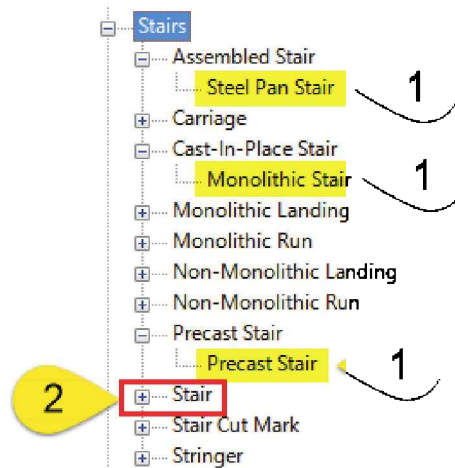 Stairs
Assembled Stair
Steel Pan Stair 1
Carriage
Cast-In-Place Stair
Monolithic Stair 1
Monolithic Landing
Monolithic Run
Non-Monolithic Landing
Non-Monolithic Run
Precast Stair
Precast Stair 1
2 Stair
Stair Cut Mark
Stringer